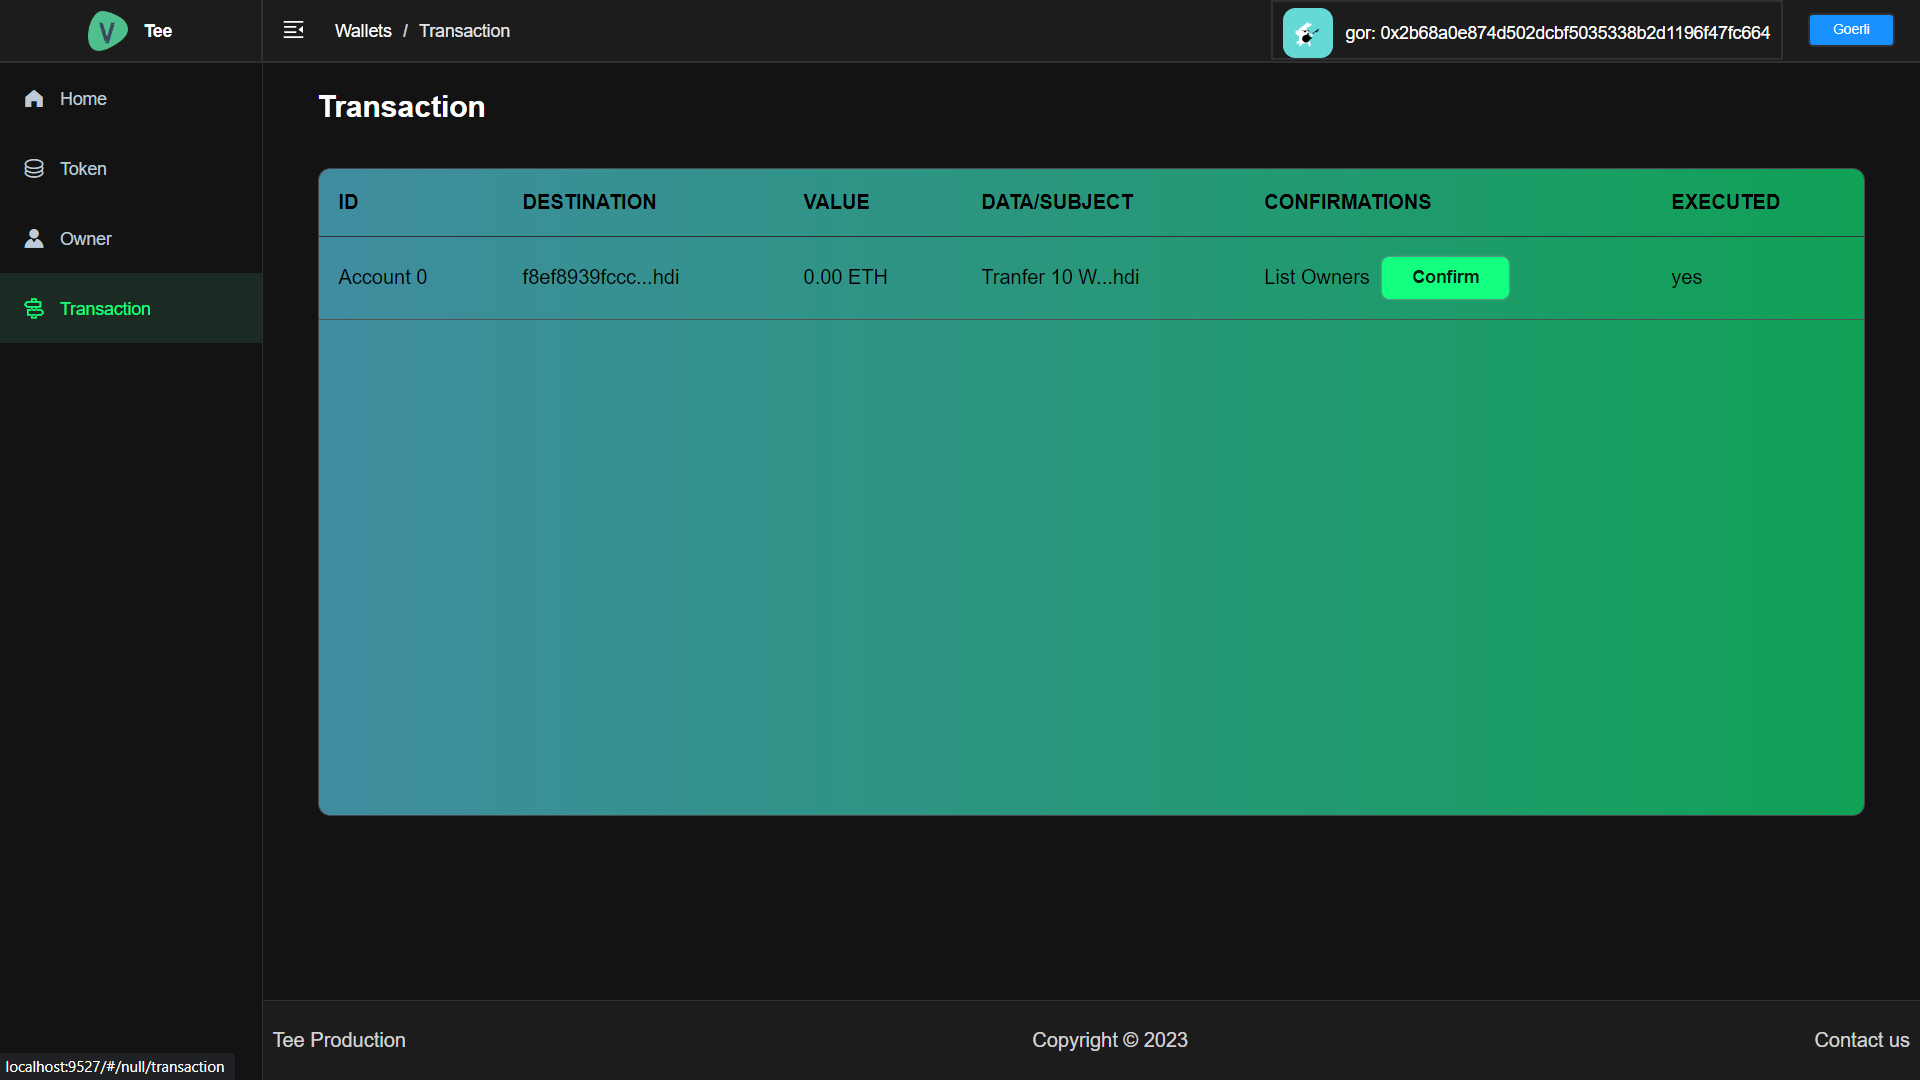 V Tee
Wallets / Transaction
gor: 0x2b68a0e874d502dcbf5035338b2d1196f47fc664
Goerli
Home
Token
Owner
Transaction
Transaction
ID DESTINATION VALUE DATA/SUBJECT CONFIRMATIONS EXECUTED
Account 0 f8ef8939fccc...hdi 0.00 ETH Tranfer 10 W...hdi List Owners Confirm yes
Tee Production Copyright © 2023 Contact us
localhost:9527/#/null/transaction